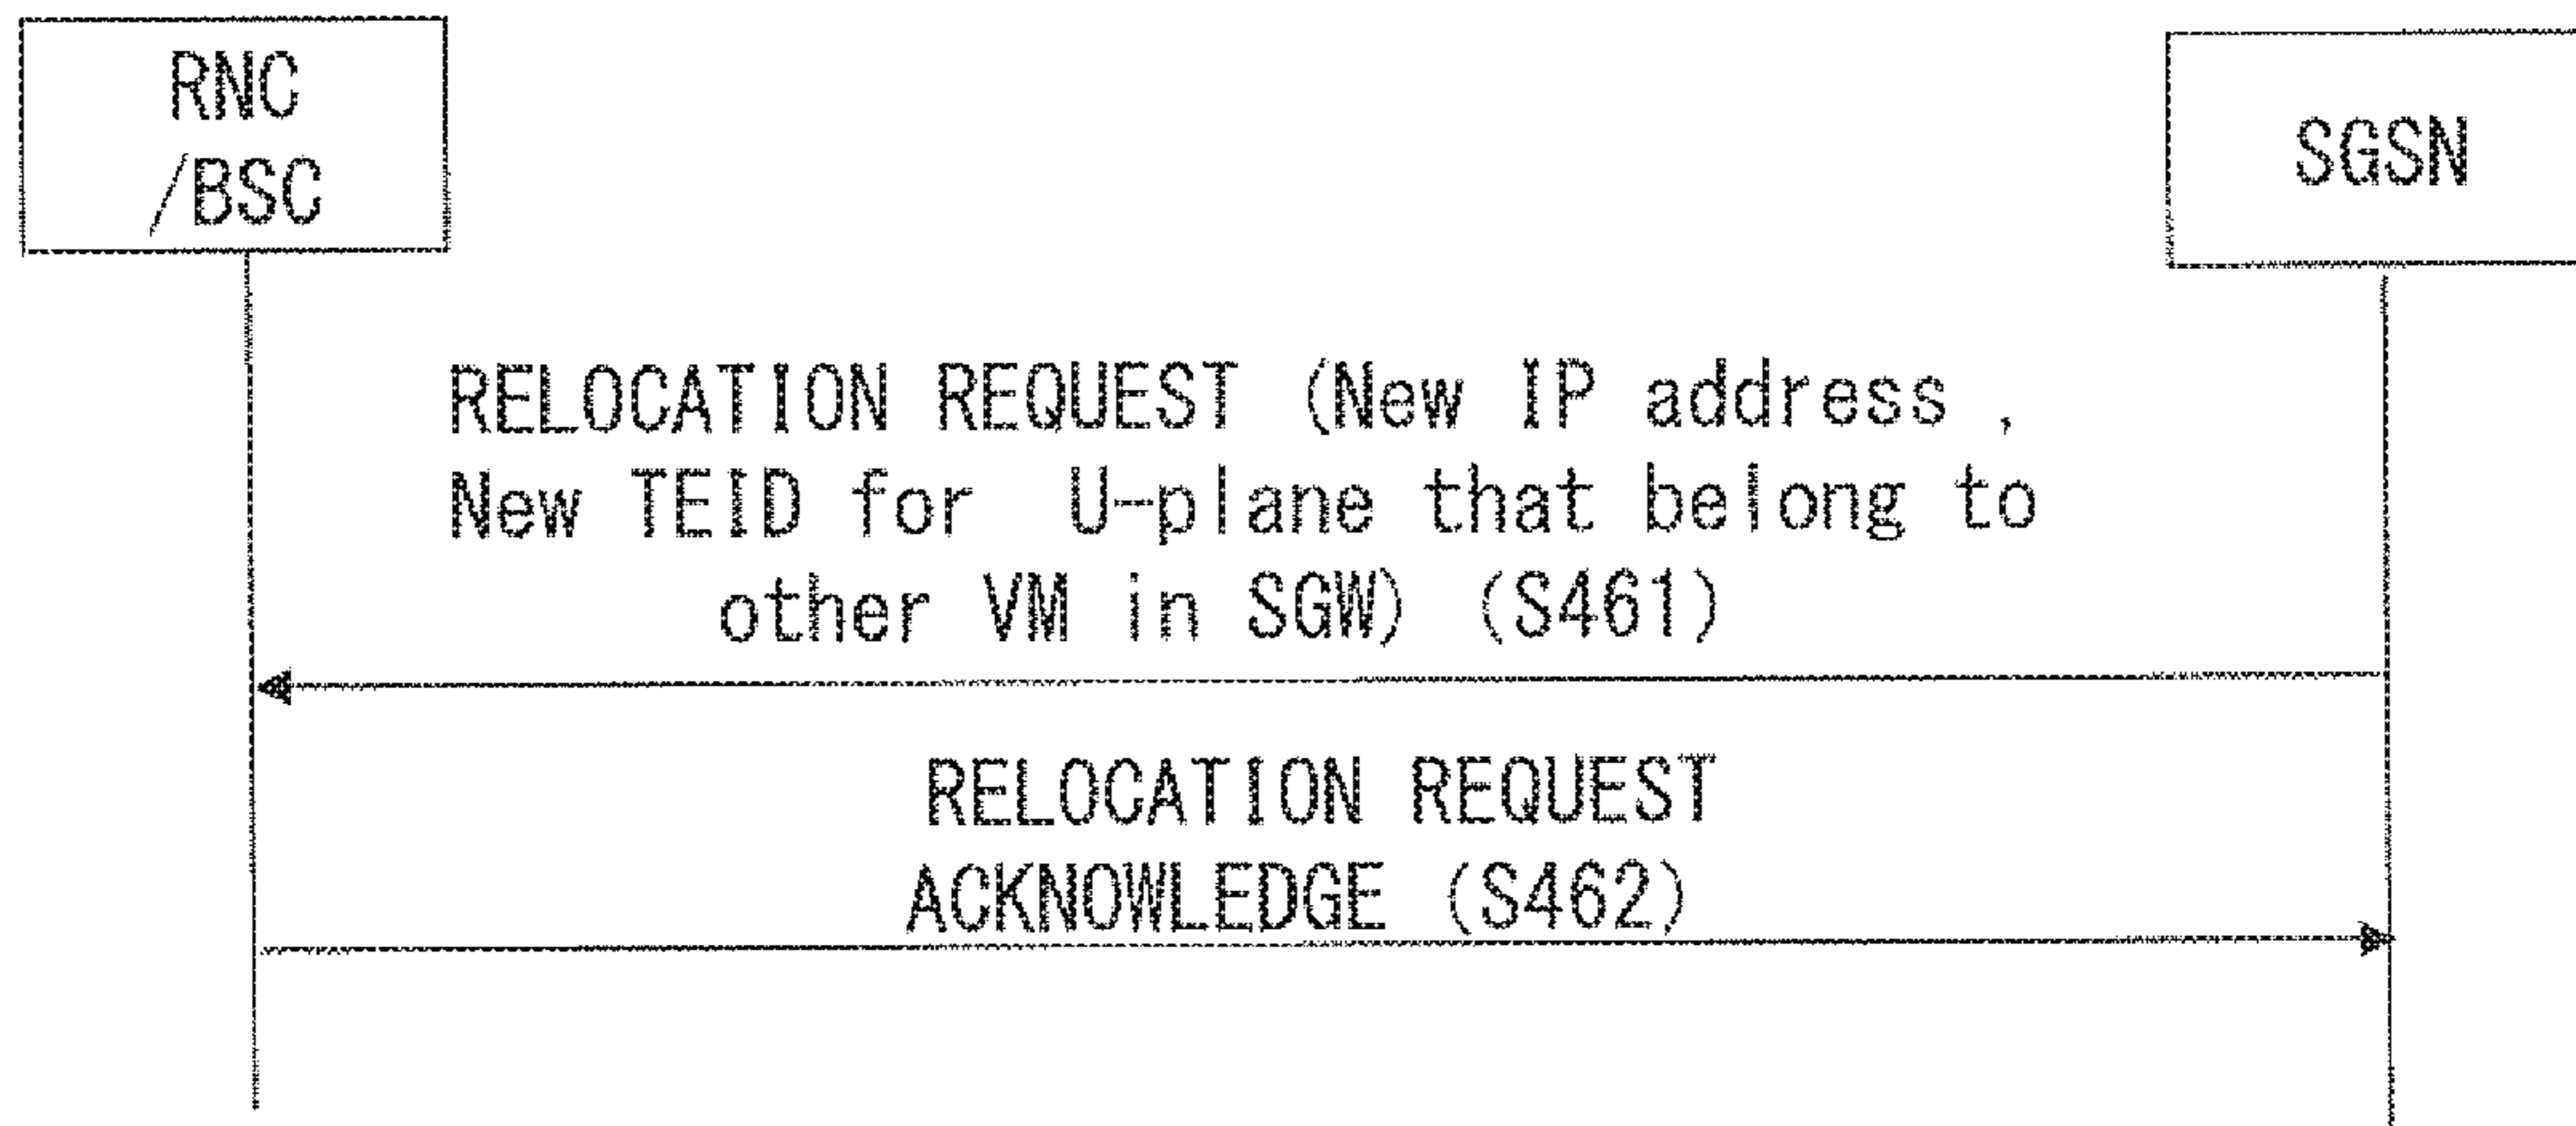 RNC
/BSC
SGSN
RELOCATION REQUEST (New IP address ,
New TEID for U-plane that belong to
other VM in SGW) (S461)
RELOCATION REQUEST
ACKNOWLEDGE (S462)